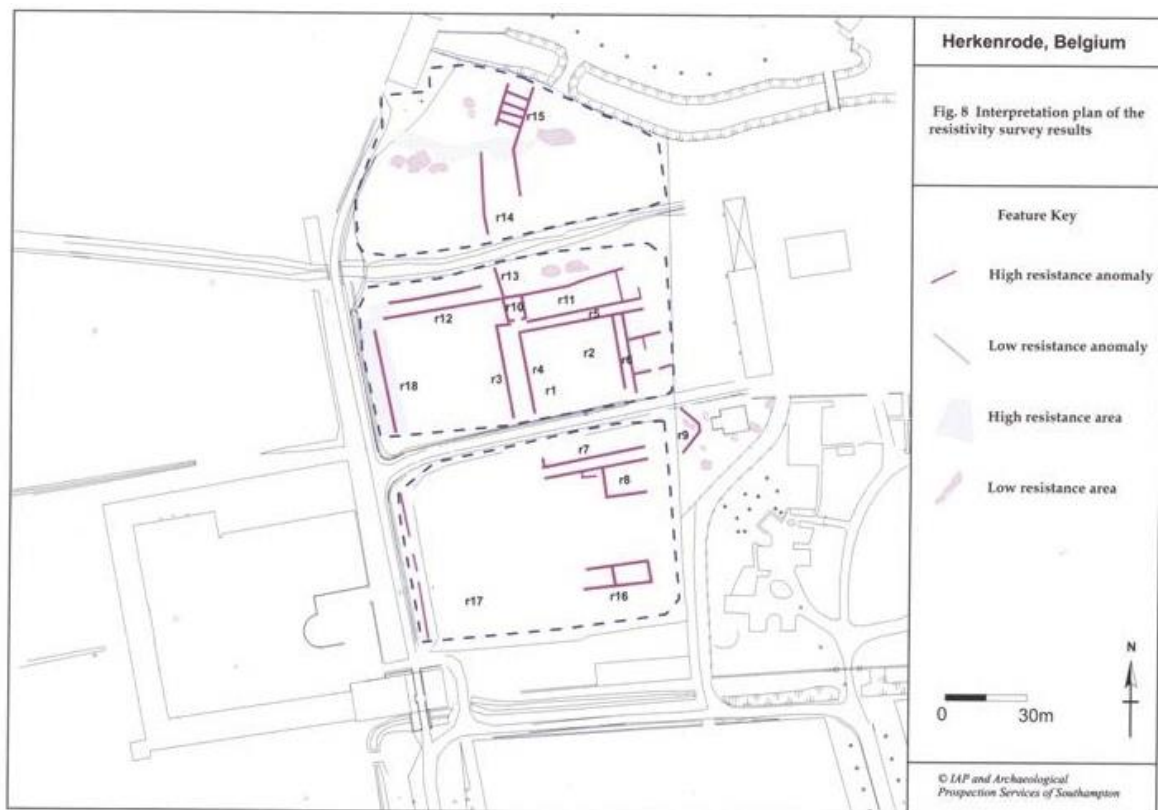 Herkenrode, Belgium
Fig. 8 Interpretation plan of the
resistivity survey results
Feature Key
High resistance anomaly
Low resistance anomaly
High resistance area
Low resistance area
N
0 30m
© IAP and Archaeological
Prospection Services of Southampton
r15
r14
r13
r10
r11
r12
r5
r2
r6
r3
r4
r1
r18
r9
r7
r8
r17
r16